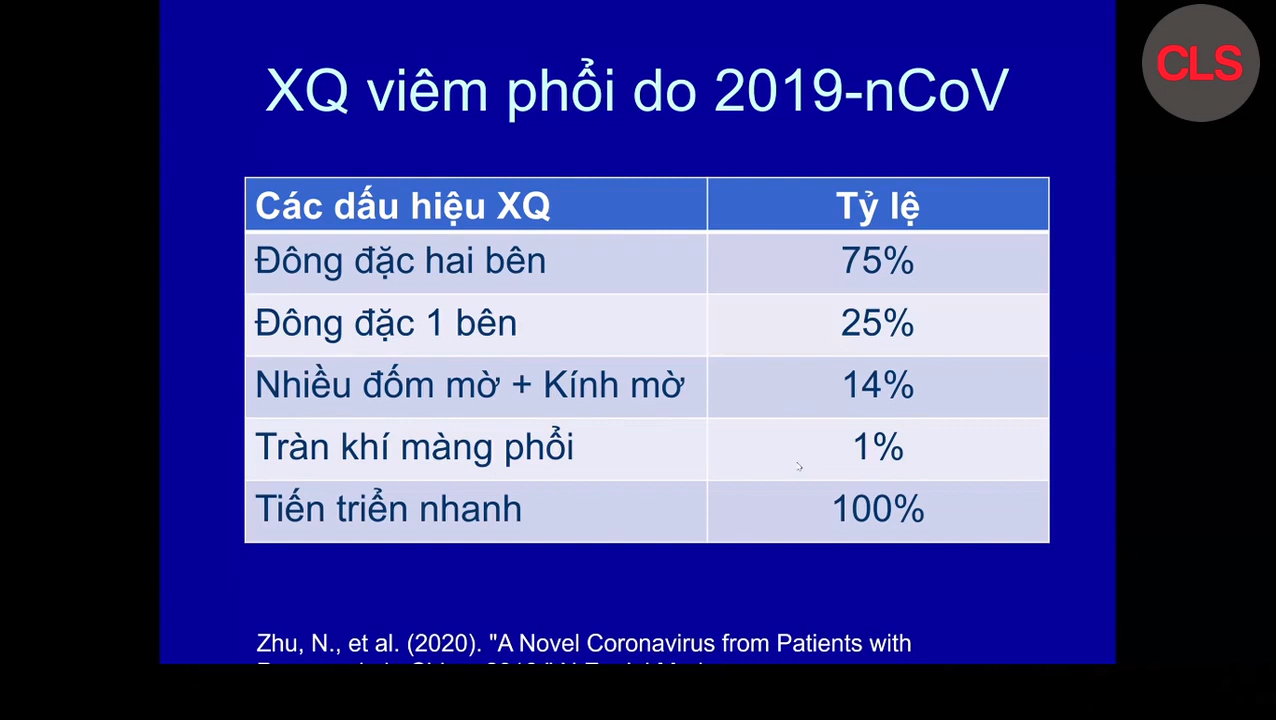 CLS
XQ viêm phổi do 2019-nCoV
Các dấu hiệu XQ Tỷ lệ
Đông đặc hai bên 75%
Đông đặc 1 bên 25%
Nhiều đốm mờ + Kính mờ 14%
Tràn khí màng phổi 1%
Tiến triển nhanh 100%
Zhu, N., et al. (2020). "A Novel Coronavirus from Patients with